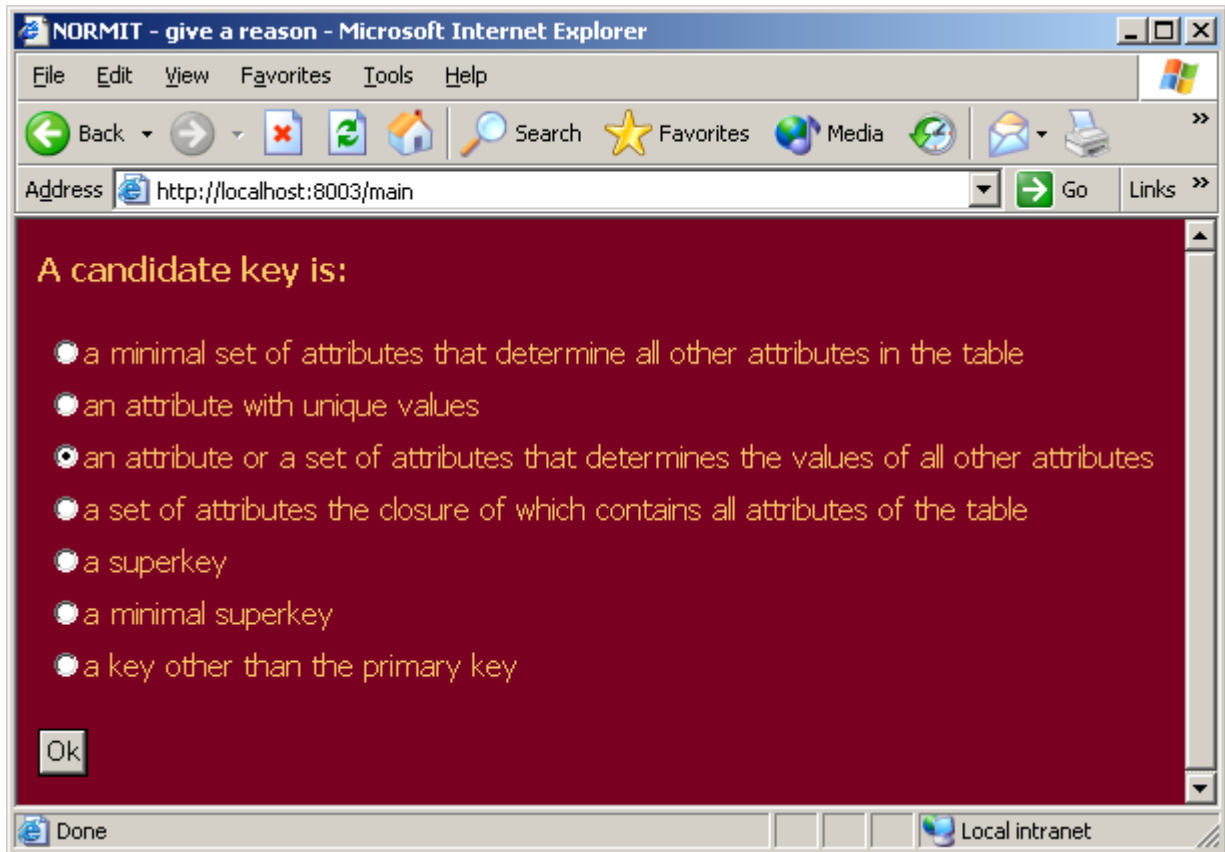 NORMIT - give a reason - Microsoft Internet Explorer
File Edit View Favorites Tools Help
Back Search Favorites Media »
Address http://localhost:8003/main Go Links »
A candidate key is:
a minimal set of attributes that determine all other attributes in the table
an attribute with unique values
an attribute or a set of attributes that determines the values of all other attributes
a set of attributes the closure of which contains all attributes of the table
a superkey
a minimal superkey
a key other than the primary key
Ok
Done Local intranet